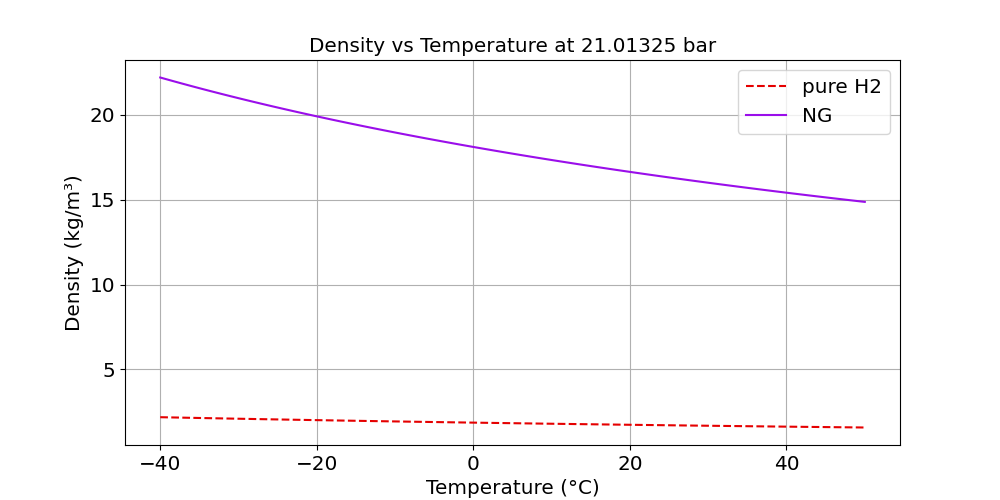 Density vs Temperature at 21.01325 bar
pure H2
NG
Density (kg/m³)
20
15
10
5
−40
−20
0
20
40
Temperature (°C)